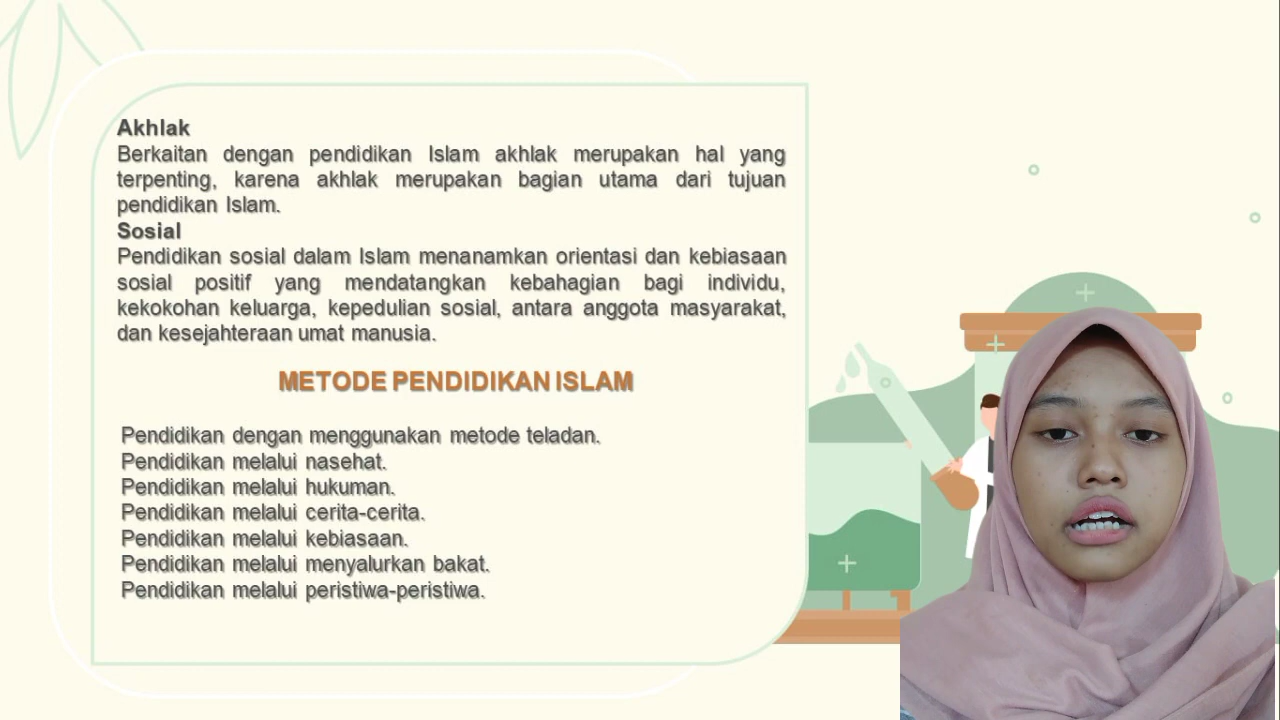 Akhlak
Berkaitan dengan pendidikan Islam akhlak merupakan hal yang
terpenting, karena akhlak merupakan bagian utama dari tujuan
pendidikan Islam.
Sosial
Pendidikan sosial dalam Islam menanamkan orientasi dan kebiasaan
sosial positif yang mendatangkan kebahagian bagi individu,
kekokohan keluarga, kepedulian sosial, antara anggota masyarakat,
dan kesejahteraan umat manusia.
METODE PENDIDIKAN ISLAM
Pendidikan dengan menggunakan metode teladan.
Pendidikan melalui nasehat.
Pendidikan melalui hukuman.
Pendidikan melalui cerita-cerita.
Pendidikan melalui kebiasaan.
Pendidikan melalui menyalurkan bakat.
Pendidikan melalui peristiwa-peristiwa.